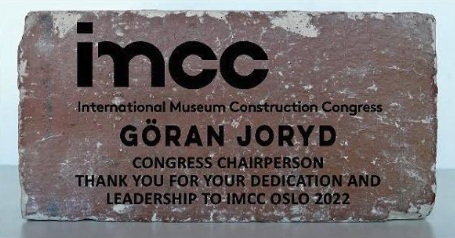 imcc
International Museum Construction Congress
GÖRAN JORYD
CONGRESS CHAIRPERSON
THANK YOU FOR YOUR DEDICATION AND
LEADERSHIP TO IMCC OSLO 2022